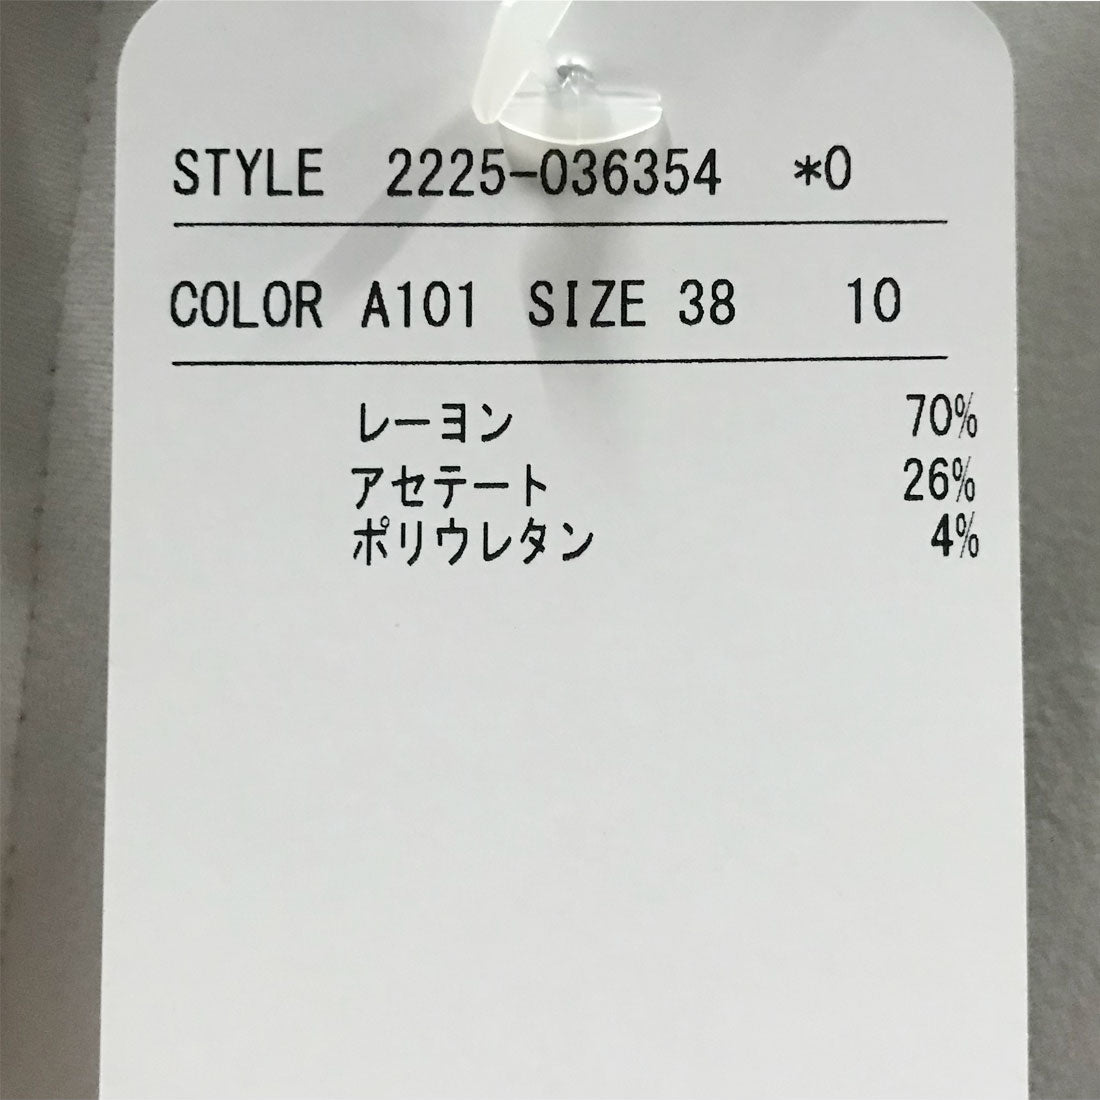 STYLE 2225-036354 *0
COLOR A101 SIZE 38 10
レーヨン 70%
アセテート 26%
ポリウレタン 4%